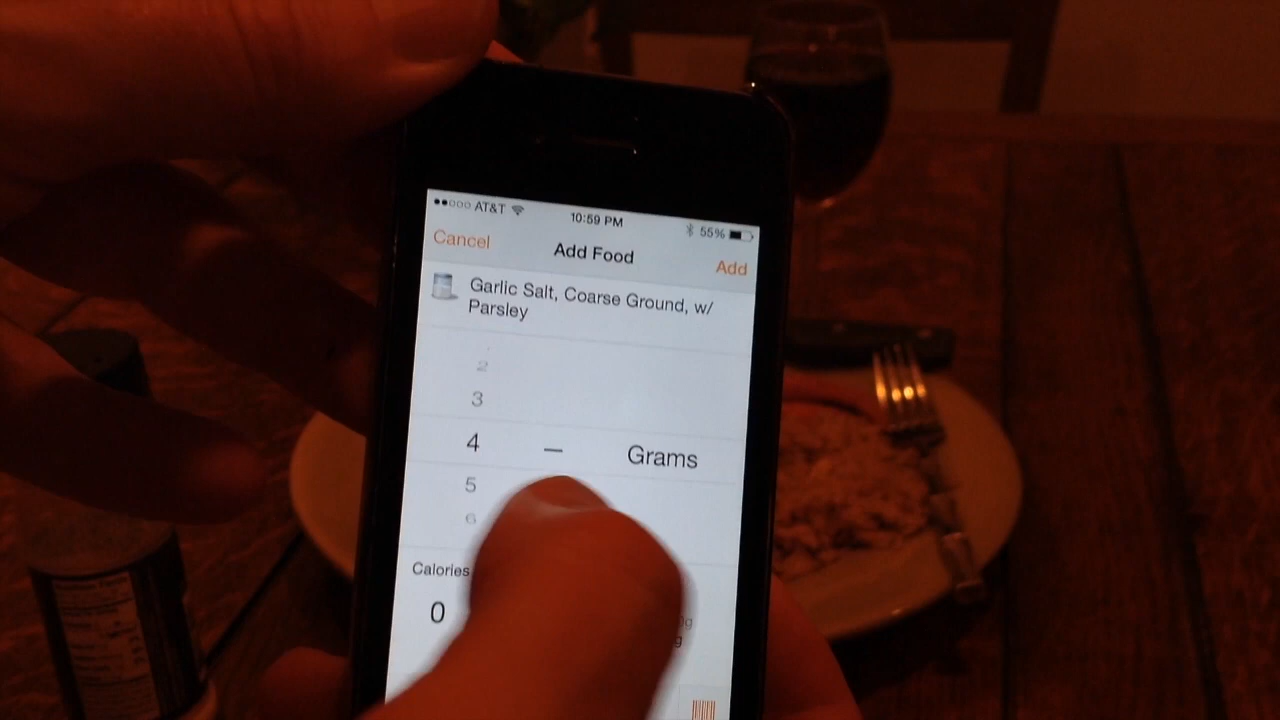 AT&T 10:59 PM 55%
Cancel Add Food Add
Garlic Salt, Coarse Ground, w/
Parsley
2
3
4 — Grams
5
6
Calories
0
g
g